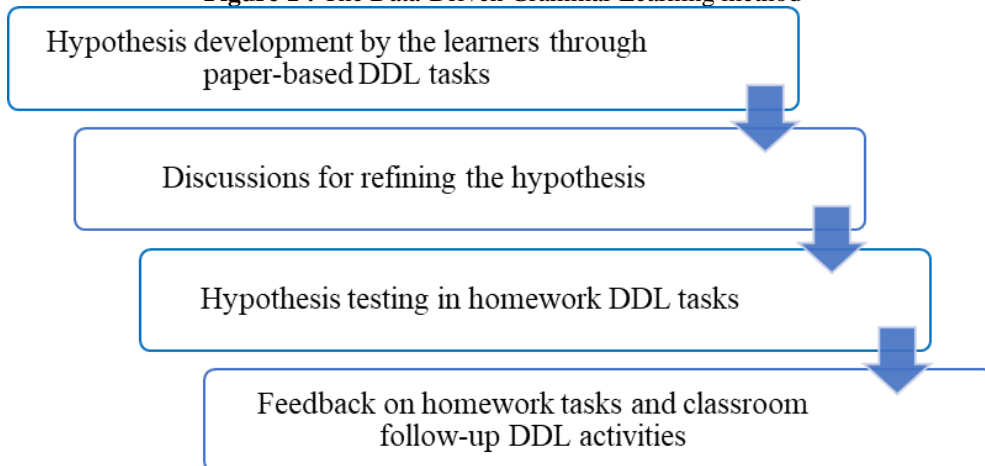 Hypothesis development by the learners through
paper-based DDL tasks
Discussions for refining the hypothesis
Hypothesis testing in homework DDL tasks
Feedback on homework tasks and classroom
follow-up DDL activities